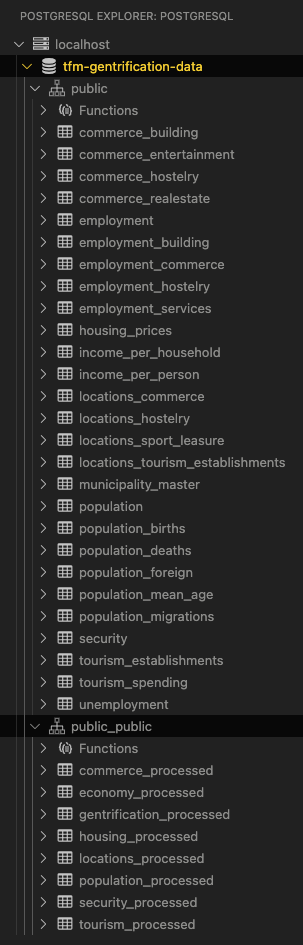 POSTGRESQL EXPLORER: POSTGRESQL
localhost
tfm-gentrification-data
public
Functions
commerce_building
commerce_entertainment
commerce_hostelry
commerce_realestate
employment
employment_building
employment_commerce
employment_hostelry
employment_services
housing_prices
income_per_household
income_per_person
locations_commerce
locations_hostelry
locations_sport_leasure
locations_tourism_establishments
municipality_master
population
population_births
population_deaths
population_foreign
population_mean_age
population_migrations
security
tourism_establishments
tourism_spending
unemployment
public_public
Functions
commerce_processed
economy_processed
gentrification_processed
housing_processed
locations_processed
population_processed
security_processed
tourism_processed